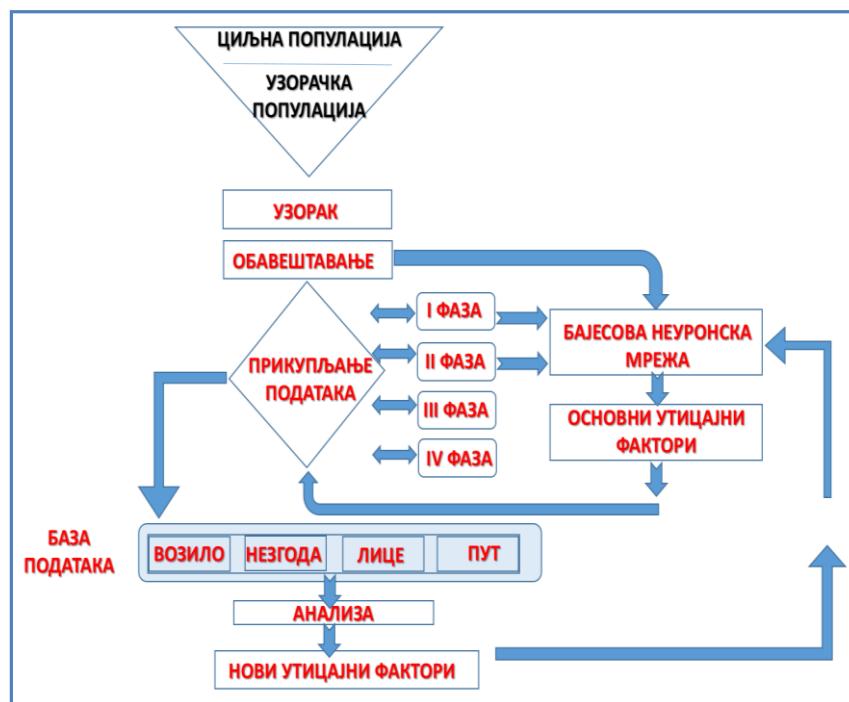 ЦИЉНА ПОПУЛАЦИЈА
УЗОРАЧКА
ПОПУЛАЦИЈА
УЗОРАК
ОБАВЕШТАВАЊЕ
I ФАЗА
БАЈЕСОВА НЕУРОНСКА
МРЕЖА
ПРИКУПЉАЊЕ
ПОДАТАКА
II ФАЗА
III ФАЗА
IV ФАЗА
ОСНОВНИ УТИЦАЈНИ
ФАКТОРИ
БАЗА
ПОДАТАКА
ВОЗИЛО
НЕЗГОДА
ЛИЦЕ
ПУТ
АНАЛИЗА
НОВИ УТИЦАЈНИ ФАКТОРИ